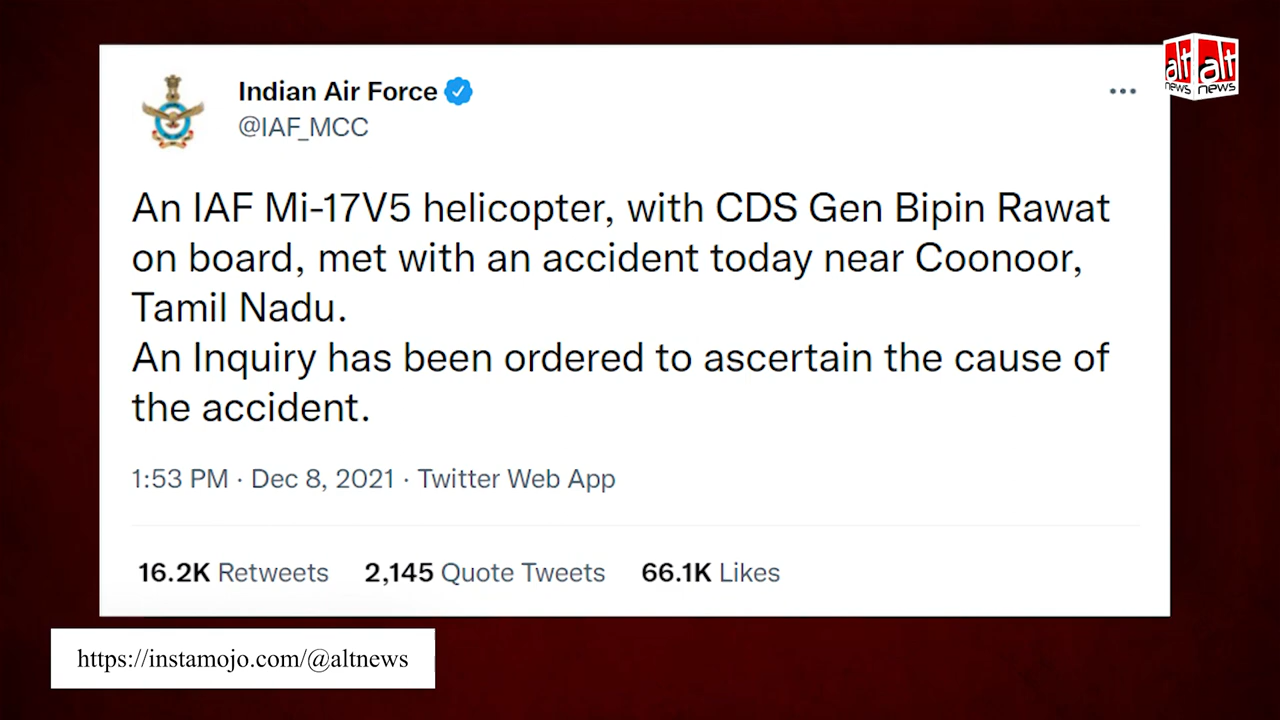 Indian Air Force
@IAF_MCC
alt alt
news news
An IAF Mi-17V5 helicopter, with CDS Gen Bipin Rawat
on board, met with an accident today near Coonoor,
Tamil Nadu.
An Inquiry has been ordered to ascertain the cause of
the accident.
1:53 PM · Dec 8, 2021 · Twitter Web App
16.2K Retweets 2,145 Quote Tweets 66.1K Likes
https://instamojo.com/@altnews